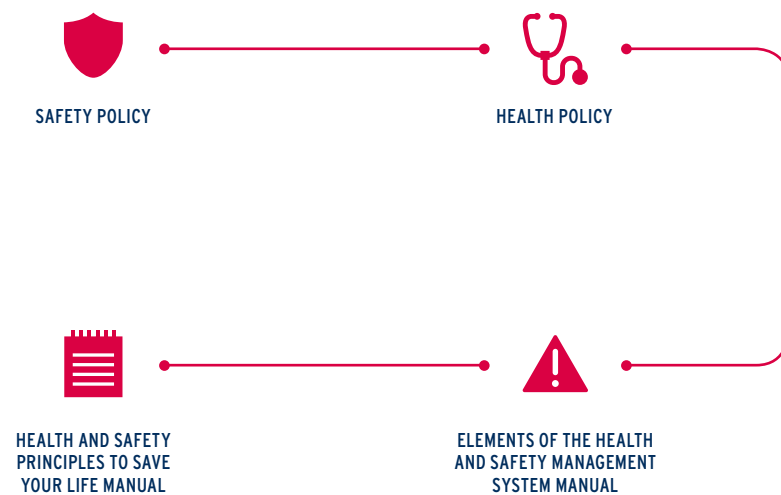 SAFETY POLICY
HEALTH POLICY
HEALTH AND SAFETY
PRINCIPLES TO SAVE
YOUR LIFE MANUAL
ELEMENTS OF THE HEALTH
AND SAFETY MANAGEMENT
SYSTEM MANUAL